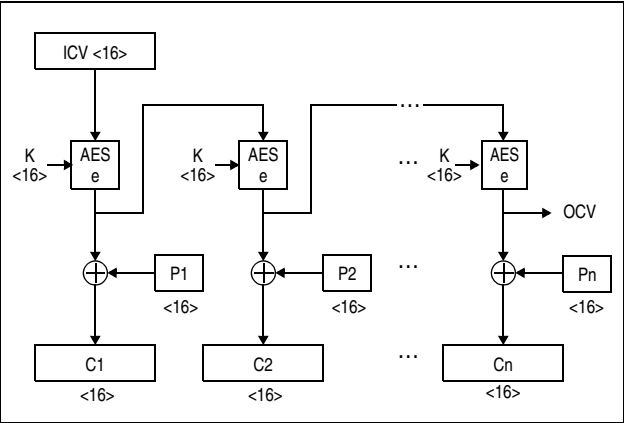 ICV <16>
...
K
<16>
AES
e
K
<16>
AES
e
...
K
<16>
AES
e
OCV
P1
<16>
P2
<16>
...
Pn
<16>
C1
<16>
C2
<16>
...
Cn
<16>